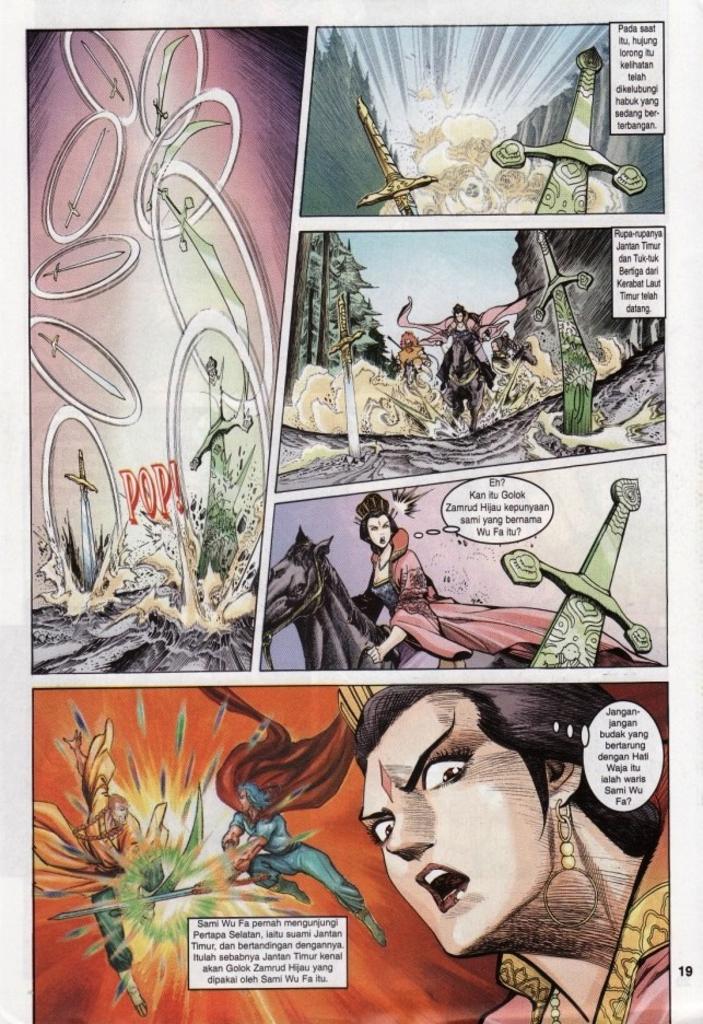 POP!
Pada saat
itu, hujung
lorong itu
kelihatan
telah
dikelubungi
habuk yang
sedang ber-
terbangan.
Rupa-rupanya
Jantan Timur
dan Tuk-tuk
Bertiga dari
Kerabat Laut
Timur telah
datang.
Eh?
Kan itu Golok
Zamrud Hijau kepunyaan
sami yang bernama
Wu Fa itu?
Jangan-
jangan
budak yang
bertarung
dengan Hati
Waja itu
ialah waris
Sami Wu
Fa?
Sami Wu Fa pernah mengunjungi
Pertapa Selatan, iaitu suami Jantan
Timur, dan bertandingan dengannya.
Itulah sebabnya Jantan Timur kenal
akan Golok Zamrud Hijau yang
dipakai oleh Sami Wu Fa itu.
19